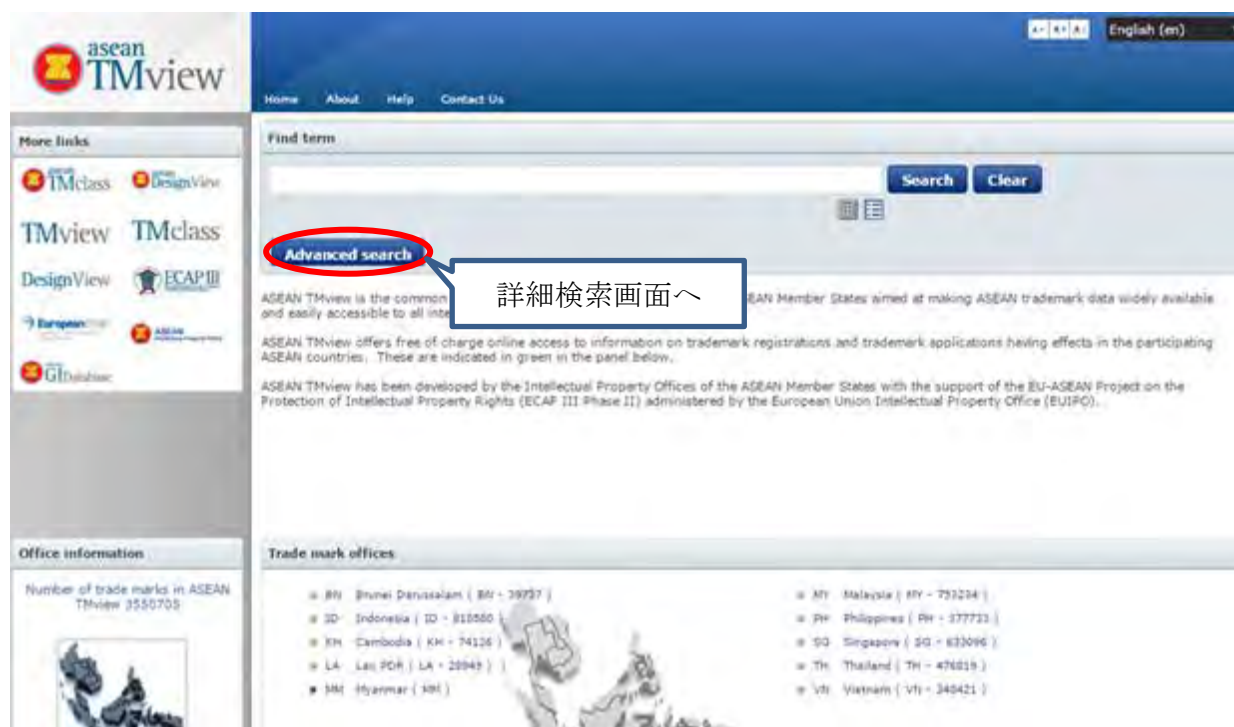 asean
TMview
English (en)
Home About Help Contact Us
More links
Find term
TMclass
DesignView
Search Clear
TMview TMclass
Advanced search
DesignView ECAP III
詳細検索画面へ
ASEAN TMview is the common
EAN Member States aimed at making ASEAN trademark data widely available
and easily accessible to all inte
European
ASEAN TMview offers free of charge online access to information on trademark registrations and trademark applications having effects in the participating
ASEAN countries. These are indicated in green in the panel below.
GI Database
ASEAN TMview has been developed by the Intellectual Property Offices of the ASEAN Member States with the support of the EU-ASEAN Project on the
Protection of Intellectual Property Rights (ECAP III Phase II) administered by the European Union Intellectual Property Office (EUIPO).
Office information
Trade mark offices
Number of trade marks in ASEAN
TMview 3550705
BN Brunei Darussalam ( BN - 39737 )
ID Indonesia ( ID -
KH Cambodia ( KH - 74126 )
LA Lao PDR ( LA - 28949 )
MM Myanmar ( MM )
MY Malaysia ( MY - 753234 )
PH Philippines ( PH - 377733 )
SG Singapore ( SG - 633096 )
TH Thailand ( TH - 476819 )
VN Vietnam ( VN - 348421 )